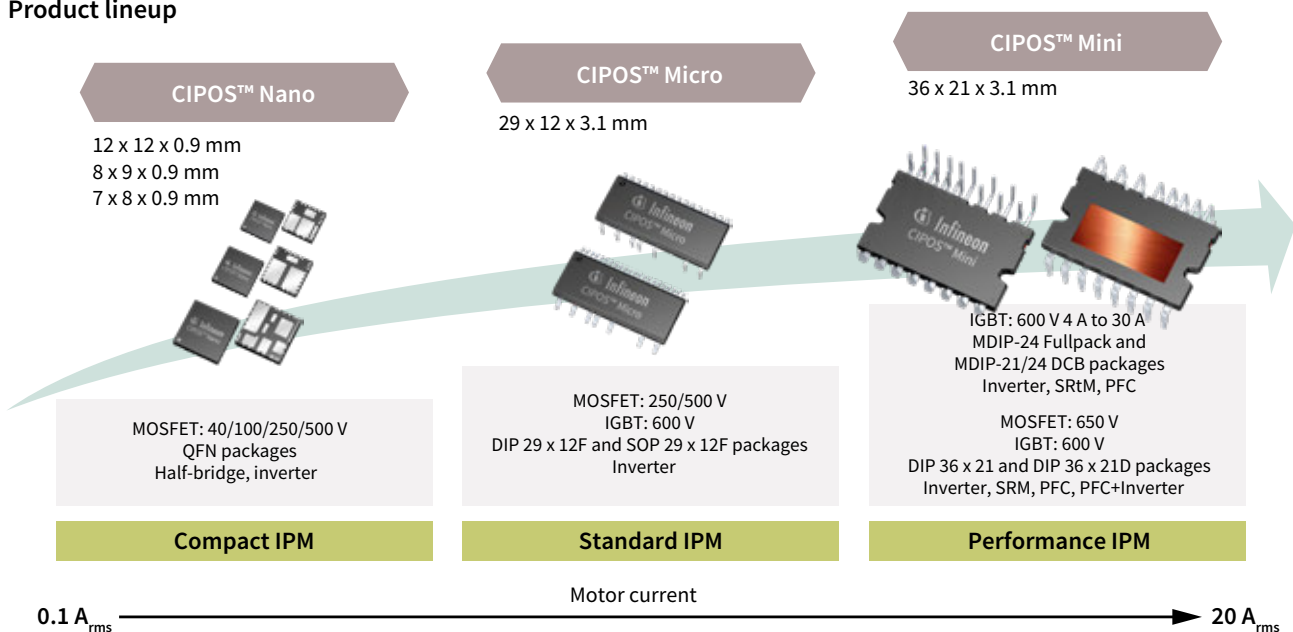 Product lineup
CIPOS™ Nano
12 x 12 x 0.9 mm
8 x 9 x 0.9 mm
7 x 8 x 0.9 mm
CIPOS™ Micro
29 x 12 x 3.1 mm
CIPOS™ Mini
36 x 21 x 3.1 mm
Infineon
CIPOS™ Micro
Infineon
CIPOS™ Micro
Infineon
CIPOS™ Mini
MOSFET: 40/100/250/500 V
QFN packages
Half-bridge, inverter
Compact IPM
MOSFET: 250/500 V
IGBT: 600 V
DIP 29 x 12F and SOP 29 x 12F packages
Inverter
Standard IPM
IGBT: 600 V 4 A to 30 A
MDIP-24 Fullpack and
MDIP-21/24 DCB packages
Inverter, SRtM, PFC
MOSFET: 650 V
IGBT: 600 V
DIP 36 x 21 and DIP 36 x 21D packages
Inverter, SRM, PFC, PFC+Inverter
Performance IPM
Motor current
0.1 Arms
20 Arms